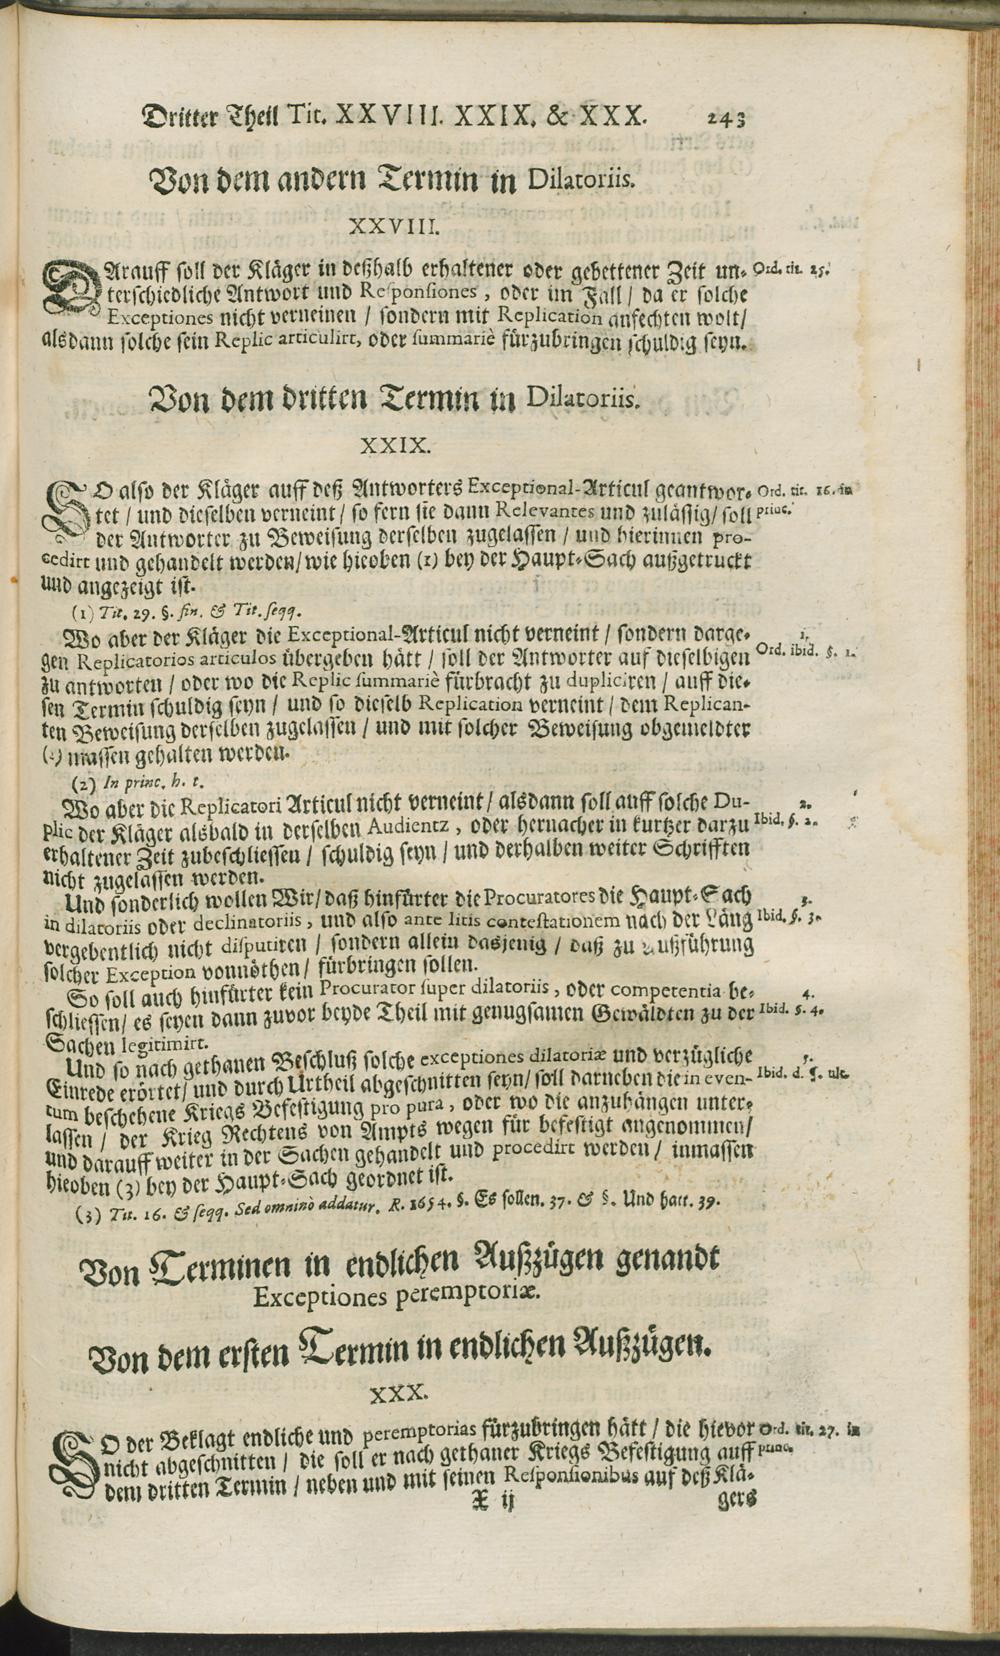 Dritter Theil Tit. XXVIII. XXIX. & XXX. 243
Von dem andern Termin in Dilatoriis.
XXVIII.
DArauff soll der Kläger in deßhalb erhaltener oder gebettener Zeit un- Ord. tit. 25.
terschiedliche Antwort und Responsiones, oder im Fall / da er solche
Exceptiones nicht verneinen / sondern mit Replication anfechten wolt /
alsdann solche sein Replic articulirt, oder summariè fürzubringen schuldig seyn.
Von dem dritten Termin in Dilatoriis.
XXIX.
SO also der Kläger auff deß Antworters Exceptional-Articul geantwor- Ord. tit. 26. in
tet / und dieselben verneint / so fern sie dann Relevantes und zulässig / soll princ.
der Antworter zu Beweisung derselben zugelassen / und hierinnen pro-
cedirt und gehandelt werden / wie hieoben (1) bey der Haupt-Sach außgetruckt
und angezeigt ist.
(1) Tit. 29. §. fin. & Tit. seqq.
Wo aber der Kläger die Exceptional-Articul nicht verneint / sondern darge- 1.
gen Replicatorios articulos übergeben hätt / soll der Antworter auf dieselbigen Ord. ibid. §. 1.
zu antworten / oder wo die Replic summariè fürbracht zu dupliciren / auff die-
sen Termin schuldig seyn / und so dieselb Replication verneint / dem Replican-
ten Beweisung derselben zugelassen / und mit solcher Beweisung obgemeldter
(2) massen gehalten werden.
(2) In princ. h. t.
Wo aber die Replicatori Articul nicht verneint / alsdann soll auff solche Du- 2.
plic der Kläger alsbald in derselben Audientz, oder hernacher in kurtzer darzu Ibid. §. 2.
erhaltener Zeit zubeschliessen / schuldig seyn / und derhalben weiter Schrifften
nicht zugelassen werden.
Und sonderlich wollen Wir / daß hinfürter die Procuratores die Haupt-Sach 3.
in dilatoriis oder declinatoriis, und also ante litis contestationem nach der Läng Ibid. §. 3.
vergebentlich nicht disputiren / sondern allein dasjenig / daß zu Außführung
solcher Exception vonnöthen / fürbringen sollen.
So soll auch hinfürter kein Procurator super dilatoriis, oder competentia be- 4.
schliessen / es seyen dann zuvor beyde Theil mit genugsamen Gewäldten zu der Ibid. §. 4.
Sachen legitimirt.
Und so nach gethanen Beschluß solche exceptiones dilatoriæ und verzügliche 5.
Einrede erörtet / und durch Urtheil abgeschnitten seyn / soll darneben die in even- Ibid. d. §. ult.
tum beschehene Kriegs Befestigung pro pura, oder wo die anzuhängen unter-
lassen / der Krieg Rechtens von Ampts wegen für befestigt angenommen /
und darauff weiter in der Sachen gehandelt und procedirt werden / inmassen
hieoben (3) bey der Haupt-Sach geordnet ist.
(3) Tit. 16. & seqq. Sed omninò addatur. R. 1654. §. Es sollen. 37. & §. Und hatt. 39.
Von Terminen in endlichen Außzügen genandt
Exceptiones peremptoriæ.
Von dem ersten Termin in endlichen Außzügen.
XXX.
SO der Beklagt endliche und peremptorias fürzubringen hätt / die hievor Ord. tit. 27. in
nicht abgeschnitten / die soll er nach gethaner Kriegs Befestigung auff princ.
dem dritten Termin / neben und mit seinen Responsionibus auf deß Klä-
X ij gers